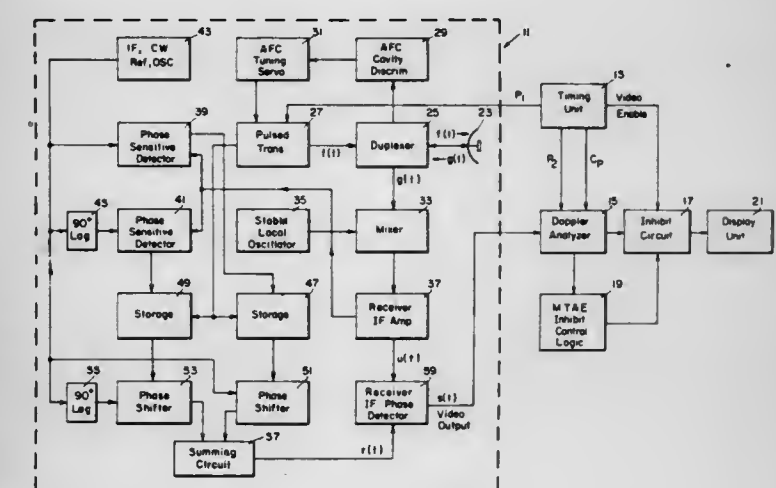 43
IF, CW
Ref, OSC
31
AFC
Tuning
Servo
29
AFC
Cavity
Discrim
11
P1
13
Timing
Unit
Video
Enable
39
Phase
Sensitive
Detector
27
Pulsed
Trans
f(t)
25
Duplexer
23
f(t)
g(t)
P2
Cp
g(t)
43
90°
Lag
41
Phase
Sensitive
Detector
35
Stable
Local
Oscillator
33
Mixer
15
Doppler
Analyzer
17
Inhibit
Circuit
21
Display
Unit
49
Storage
47
Storage
37
Receiver
IF Amp
19
MTAE
Inhibit
Control
Logic
u(t)
55
90°
Lag
53
Phase
Shifter
51
Phase
Shifter
59
Receiver
IF Phase
Detector
s(t)
Video
Output
57
Summing
Circuit
r(t)